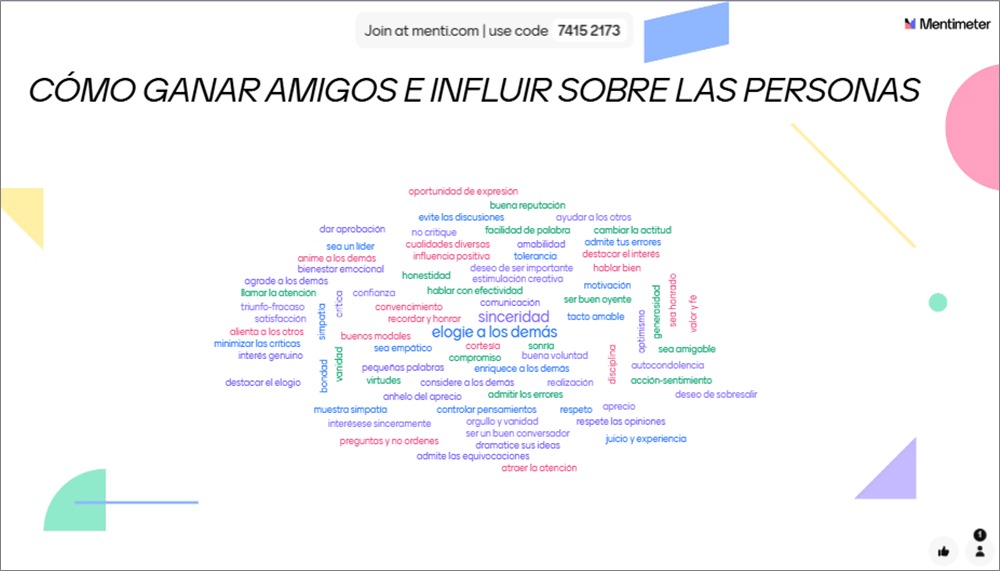 Join at menti.com | use code 7415 2173
Mentimeter
CÓMO GANAR AMIGOS E INFLUIR SOBRE LAS PERSONAS
oportunidad de expresión
buena reputación
evite las discusiones
ayudar a los otros
dar aprobación
no critique
facilidad de palabra
cambiar la actitud
sea un lider
cualidades diversas
amabilidad
admite tus errores
anime a los demás
influencia positiva
tolerancia
destacar el interés
bienestar emocional
deseo de ser importante
hablar bien
agrade a los demás
honestidad
estimulación creativa
motivación
llamar la atención
confianza
hablar con efectividad
ser buen oyente
crítica
comunicación
generosidad
sea honrado
valor y fe
triunfo-fracaso
simpatía
convencimiento
sinceridad
tacto amable
optimismo
satisfacción
recordar y honror
alienta a los otros
buenos modales
elogie a los demás
minimizar las críticas
sea empático
cortesía
sonría
sea amigable
interés genuino
vanidad
compromiso
buena voluntad
disciplina
autocondolencia
bondad
pequeñas palabras
enriquece a los demás
destacar el elogio
virtudes
considere a los demás
realización
acción-sentimiento
anhelo del aprecio
admitir los errores
deseo de sobresalir
muestra simpatía
controlar pensamientos
respeto
aprecio
interésese sinceramente
orgullo y vanidad
respete las opiniones
preguntas y no ordenes
ser un buen conversador
juicio y experiencia
dramatice sus ideas
admite las equivocaciones
atraer la atención
1